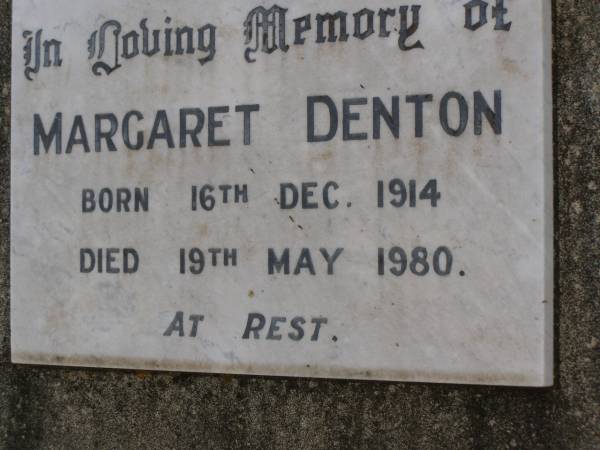 In Loving Memory of
MARGARET DENTON
BORN 16TH DEC. 1914
DIED 19TH MAY 1980.
AT REST.